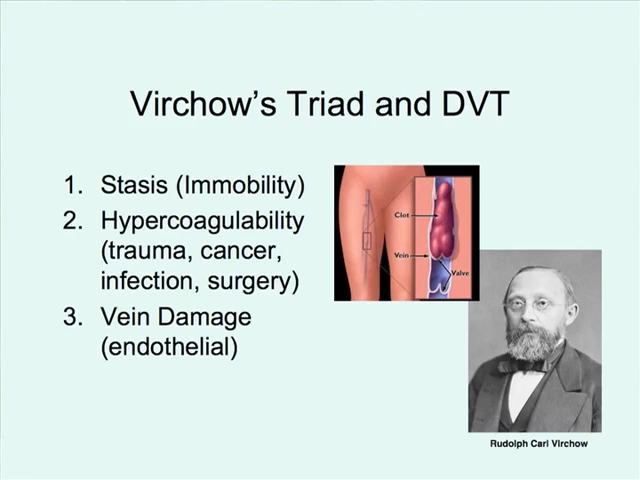 Virchow's Triad and DVT
1. Stasis (Immobility)
2. Hypercoagulability
(trauma, cancer,
infection, surgery)
3. Vein Damage
(endothelial)
Clot
Vein
Valve
Rudolph Carl Virchow